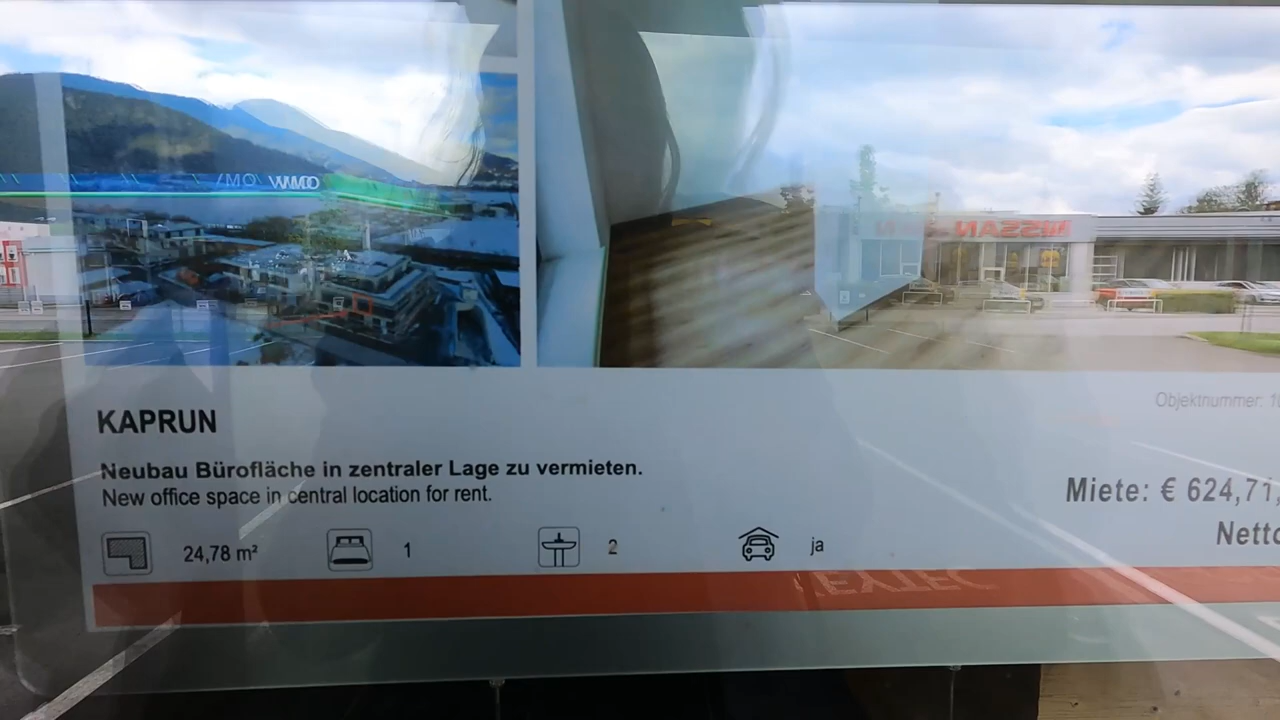 NISSAN
KAPRUN
Objektnummer: 1
Neubau Bürofläche in zentraler Lage zu vermieten.
New office space in central location for rent.
Miete: € 624,71,
Netto
24,78 m² 1 2 ja